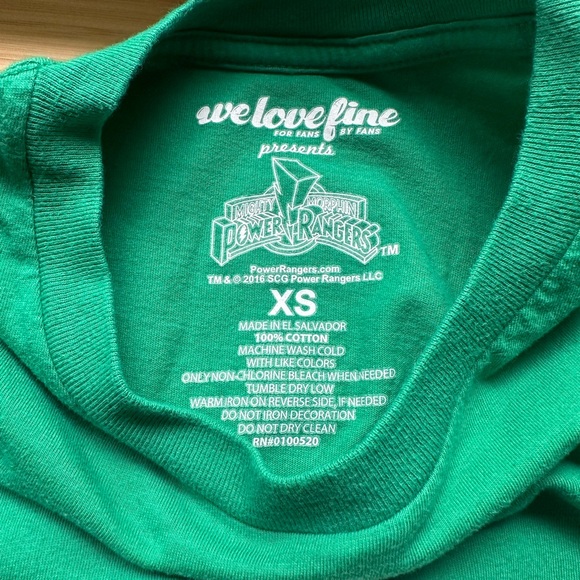 welovefine
FOR FANS BY FANS
presents
MIGHTY MORPHIN
POWER RANGERS™
PowerRangers.com
TM & © 2016 SCG Power Rangers LLC
XS
MADE IN EL SALVADOR
100% COTTON
MACHINE WASH COLD
WITH LIKE COLORS
ONLY NON-CHLORINE BLEACH WHEN NEEDED
TUMBLE DRY LOW
WARM IRON ON REVERSE SIDE, IF NEEDED
DO NOT IRON DECORATION
DO NOT DRY CLEAN
RN#0100520